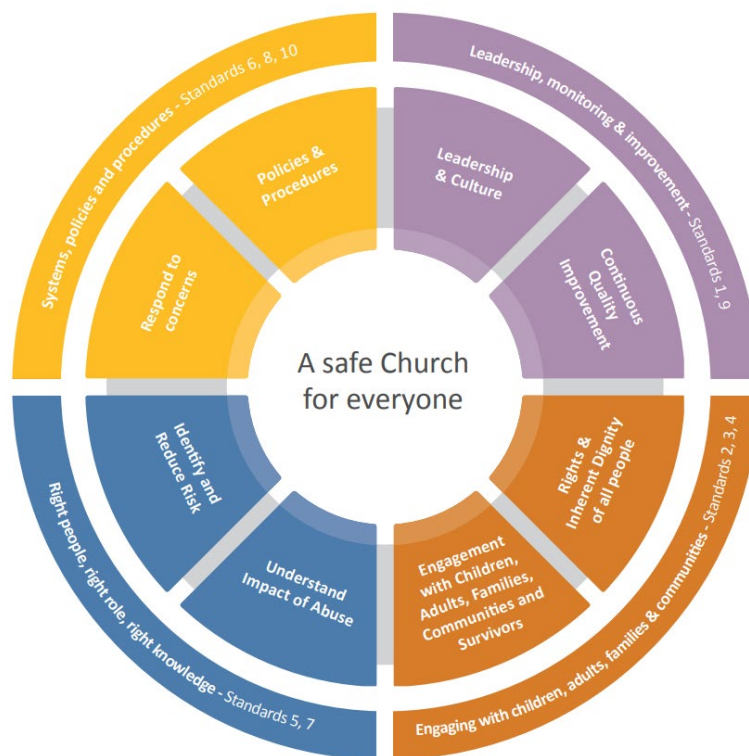 Systems, policies and procedures - Standards 6, 8, 10
Leadership, monitoring & improvement - Standards 1, 9
Policies &
Procedures
Leadership
& Culture
Respond to
concerns
Continuous
Quality
Improvement
A safe Church
for everyone
Identify and
Reduce Risk
Rights &
Inherent Dignity
of all people
Understand
Impact of Abuse
Engagement
with Children,
Adults, Families,
Communities and
Survivors
Right people, right role, right knowledge - Standards 5, 7
Engaging with children, adults, families & communities - Standards 2, 3, 4